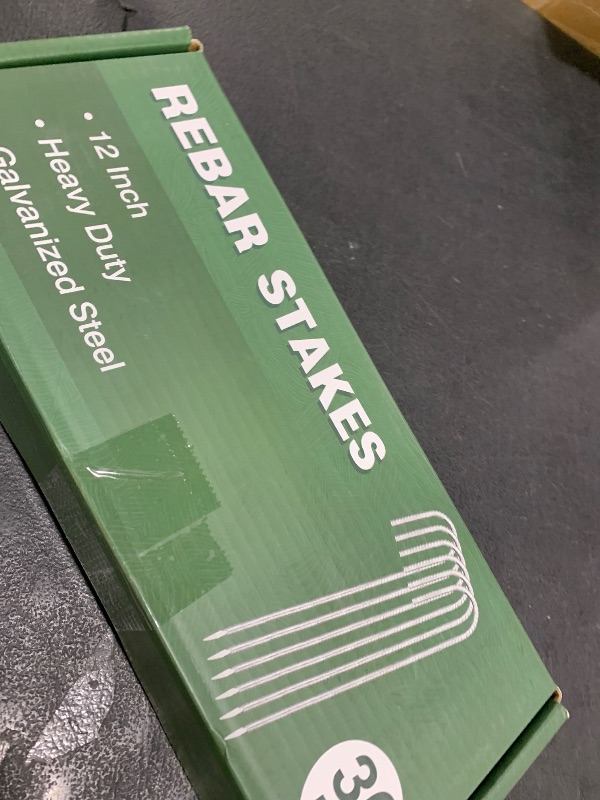 REBAR STAKES
• 12 Inch
• Heavy Duty
Galvanized Steel